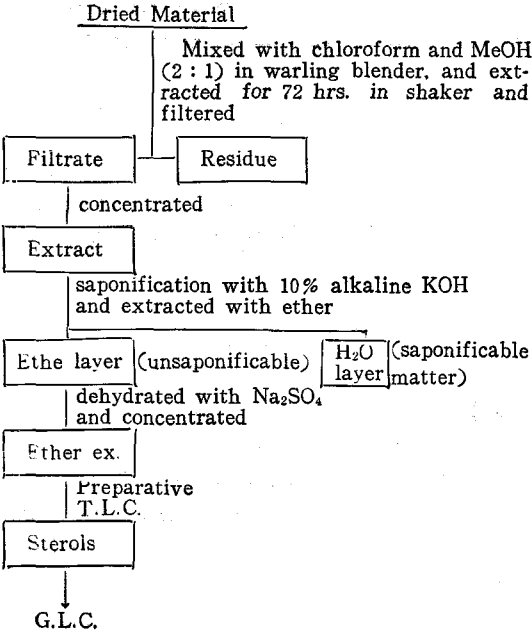 Dried Material
Mixed with chloroform and MeOH
(2 : 1) in warling blender, and ext-
racted for 72 hrs. in shaker and
filtered
Filtrate
Residue
concentrated
Extract
saponification with 10% alkaline KOH
and extracted with ether
Ethe layer (unsaponificable)
H₂O (saponificable
layer matter)
dehydrated with Na₂SO₄
and concentrated
Ether ex.
Preparative
T.L.C.
Sterols
G.L.C.